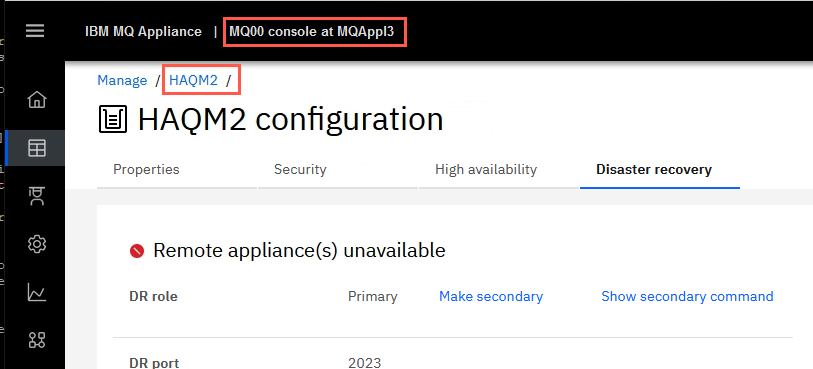 IBM MQ Appliance | MQ00 console at MQAppl3
Manage / HAQM2 /
HAQM2 configuration
Properties Security High availability Disaster recovery
Remote appliance(s) unavailable
DR role Primary Make secondary Show secondary command
DR port 2023